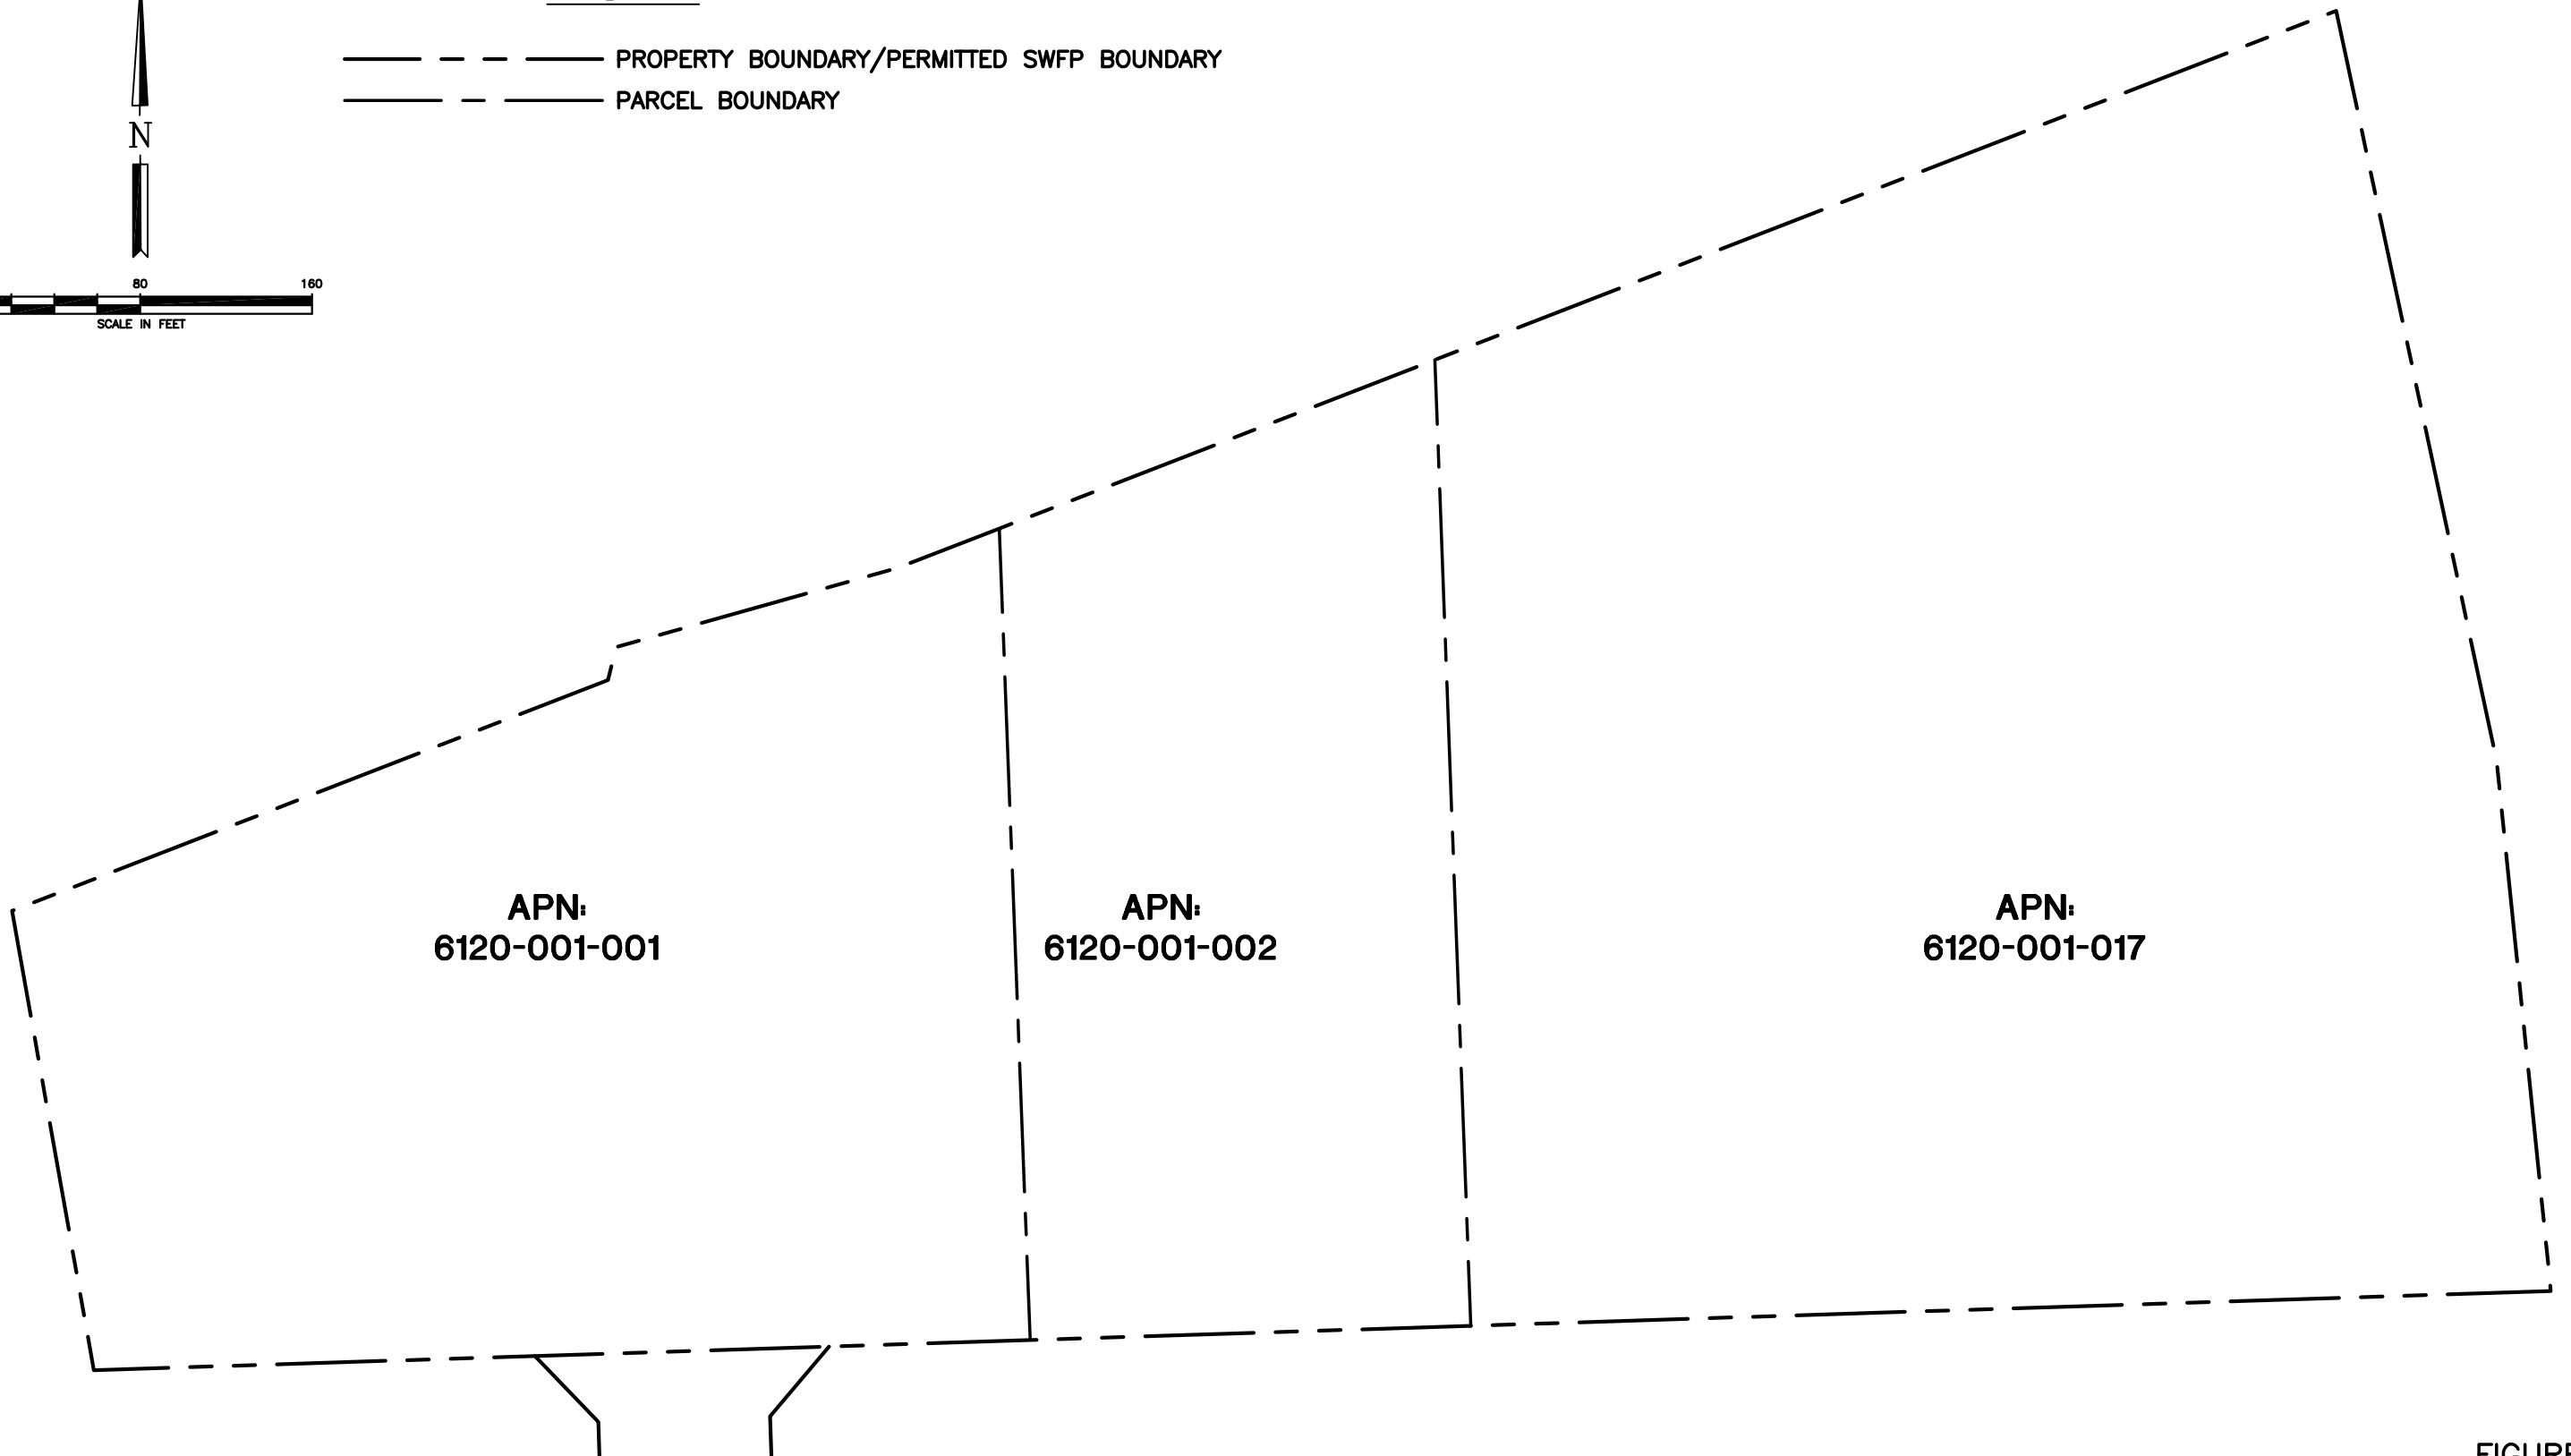 PROPERTY BOUNDARY/PERMITTED SWFP BOUNDARY
PARCEL BOUNDARY
N
80 160
SCALE IN FEET
APN:
6120-001-001
APN:
6120-001-002
APN:
6120-001-017
FIGURE